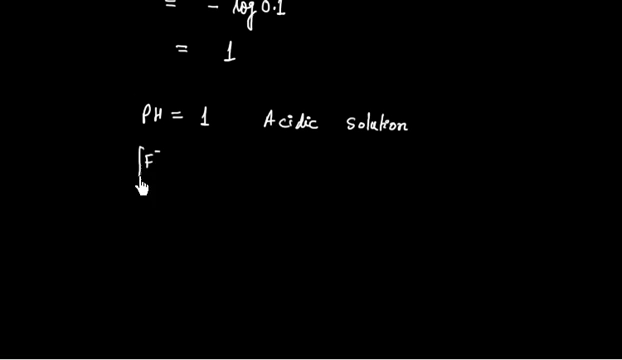 = - log 0.1
= 1
PH = 1 Acidic Solution
[F-